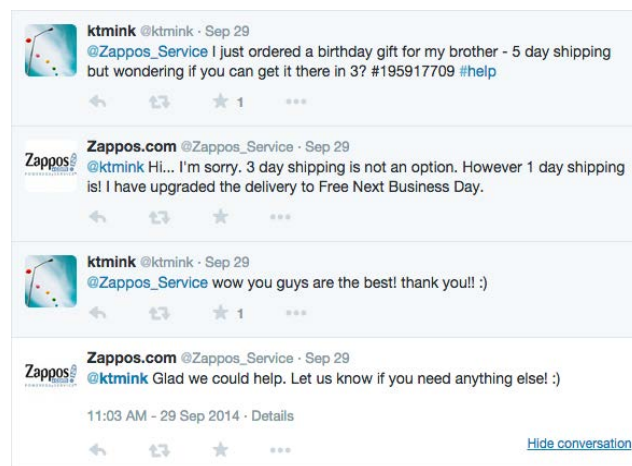 ktmink @ktmink · Sep 29
@Zappos_Service I just ordered a birthday gift for my brother - 5 day shipping
but wondering if you can get it there in 3? #195917709 #help
1
Zappos.com @Zappos_Service · Sep 29
Zappos
@ktmink Hi... I'm sorry. 3 day shipping is not an option. However 1 day shipping
is! I have upgraded the delivery to Free Next Business Day.
ktmink @ktmink · Sep 29
@Zappos_Service wow you guys are the best! thank you!! :)
1
Zappos.com @Zappos_Service · Sep 29
Zappos
@ktmink Glad we could help. Let us know if you need anything else! :)
11:03 AM - 29 Sep 2014 · Details
Hide conversation